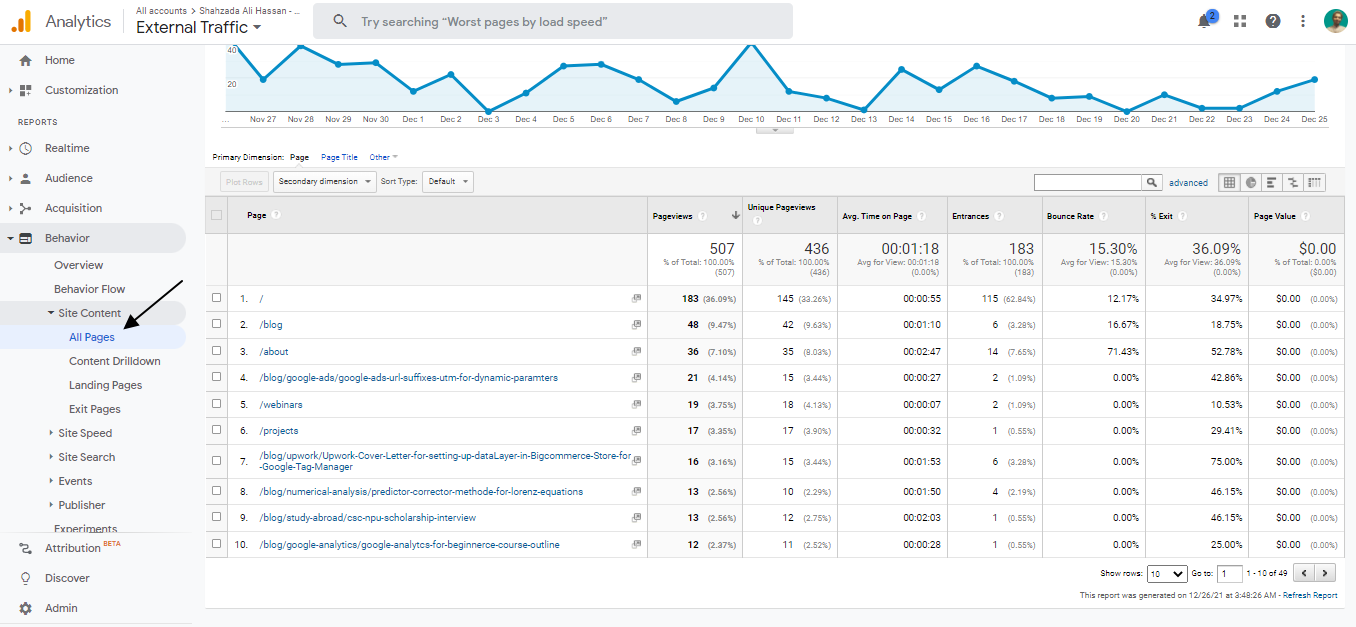 Analytics
All accounts > Shahzada Ali Hassan - ...
External Traffic
Try searching “Worst pages by load speed”
2
Home
Customization
REPORTS
Realtime
Audience
Acquisition
Behavior
Overview
Behavior Flow
Site Content
All Pages
Content Drilldown
Landing Pages
Exit Pages
Site Speed
Site Search
Events
Publisher
Experiments
Attribution BETA
Discover
Admin
40
20
... Nov 27 Nov 28 Nov 29 Nov 30 Dec 1 Dec 2 Dec 3 Dec 4 Dec 5 Dec 6 Dec 7 Dec 8 Dec 9 Dec 10 Dec 11 Dec 12 Dec 13 Dec 14 Dec 15 Dec 16 Dec 17 Dec 18 Dec 19 Dec 20 Dec 21 Dec 22 Dec 23 Dec 24 Dec 25
Primary Dimension: Page Page Title Other
Plot Rows Secondary dimension Sort Type: Default advanced
Page Pageviews Unique Pageviews Avg. Time on Page Entrances Bounce Rate % Exit Page Value
507 436 00:01:18 183 15.30% 36.09% $0.00
% of Total: 100.00% % of Total: 100.00% Avg for View: 00:01:18 % of Total: 100.00% Avg for View: 15.30% Avg for View: 36.09% % of Total: 0.00%
(507) (436) (0.00%) (183) (0.00%) (0.00%) ($0.00)
1. / 183 (36.09%) 145 (33.26%) 00:00:55 115 (62.84%) 12.17% 34.97% $0.00 (0.00%)
2. /blog 48 (9.47%) 42 (9.63%) 00:01:10 6 (3.28%) 16.67% 18.75% $0.00 (0.00%)
3. /about 36 (7.10%) 35 (8.03%) 00:02:47 14 (7.65%) 71.43% 52.78% $0.00 (0.00%)
4. /blog/google-ads/google-ads-url-suffixes-utm-for-dynamic-paramters 21 (4.14%) 15 (3.44%) 00:00:27 2 (1.09%) 0.00% 42.86% $0.00 (0.00%)
5. /webinars 19 (3.75%) 18 (4.13%) 00:00:07 2 (1.09%) 0.00% 10.53% $0.00 (0.00%)
6. /projects 17 (3.35%) 17 (3.90%) 00:00:32 1 (0.55%) 0.00% 29.41% $0.00 (0.00%)
7. /blog/upwork/Upwork-Cover-Letter-for-setting-up-dataLayer-in-Bigcommerce-Store-for
-Google-Tag-Manager 16 (3.16%) 15 (3.44%) 00:01:53 6 (3.28%) 0.00% 75.00% $0.00 (0.00%)
8. /blog/numerical-analysis/predictor-corrector-methode-for-lorenz-equations 13 (2.56%) 10 (2.29%) 00:01:50 4 (2.19%) 0.00% 46.15% $0.00 (0.00%)
9. /blog/study-abroad/csc-npu-scholarship-interview 13 (2.56%) 12 (2.75%) 00:02:03 1 (0.55%) 0.00% 46.15% $0.00 (0.00%)
10. /blog/google-analytics/google-analytcs-for-beginnerce-course-outline 12 (2.37%) 11 (2.52%) 00:00:28 1 (0.55%) 0.00% 25.00% $0.00 (0.00%)
Show rows: 10 Go to: 1 1 - 10 of 49
This report was generated on 12/26/21 at 3:48:26 AM - Refresh Report